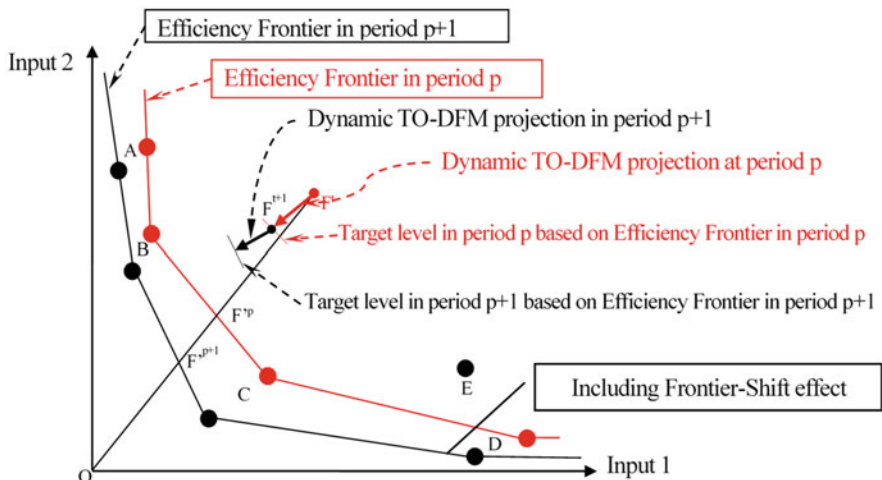 Efficiency Frontier in period p+1
Input 2
Efficiency Frontier in period p
Dynamic TO-DFM projection in period p+1
A
Dynamic TO-DFM projection at period p
F^t+1
Target level in period p based on Efficiency Frontier in period p
B
Target level in period p+1 based on Efficiency Frontier in period p+1
F'^p
F'^p+1
E
C
Including Frontier-Shift effect
D
O
Input 1